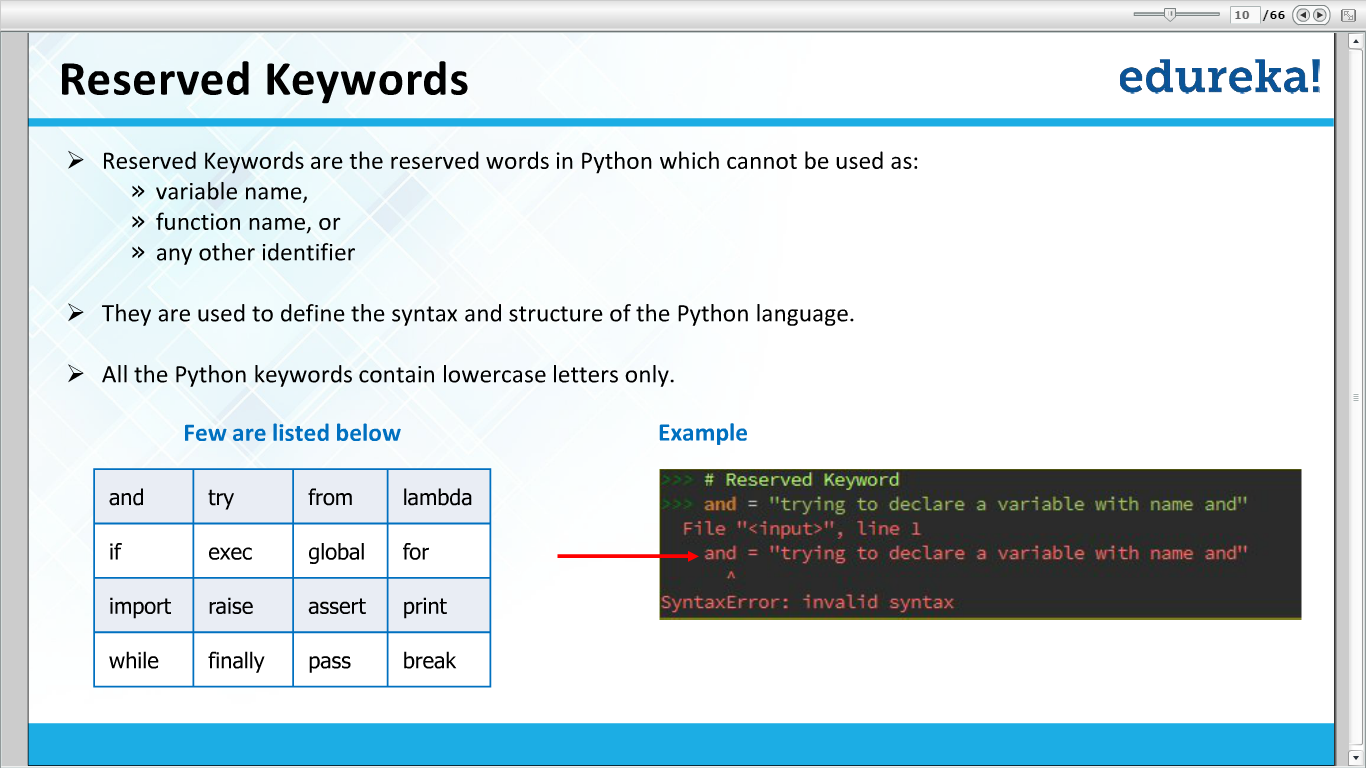 10 /66
Reserved Keywords
edureka!
➢ Reserved Keywords are the reserved words in Python which cannot be used as:
» variable name,
» function name, or
» any other identifier
➢ They are used to define the syntax and structure of the Python language.
➢ All the Python keywords contain lowercase letters only.
Few are listed below
and try from lambda
if exec global for
import raise assert print
while finally pass break
Example
>>> # Reserved Keyword
>>> and = "trying to declare a variable with name and"
File "<input>", line 1
and = "trying to declare a variable with name and"
^
SyntaxError: invalid syntax